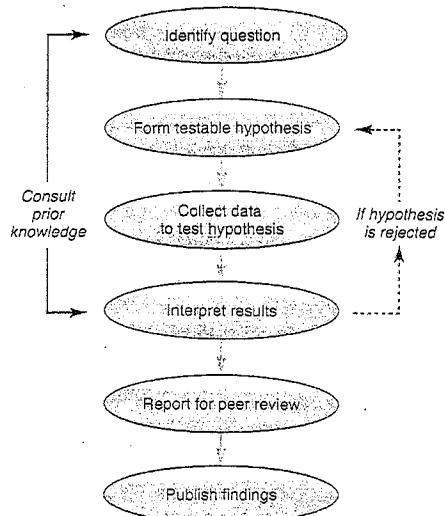 Identify question
Form testable hypothesis
Consult
prior
knowledge
Collect data
to test hypothesis
If hypothesis
is rejected
Interpret results
Report for peer review
Publish findings